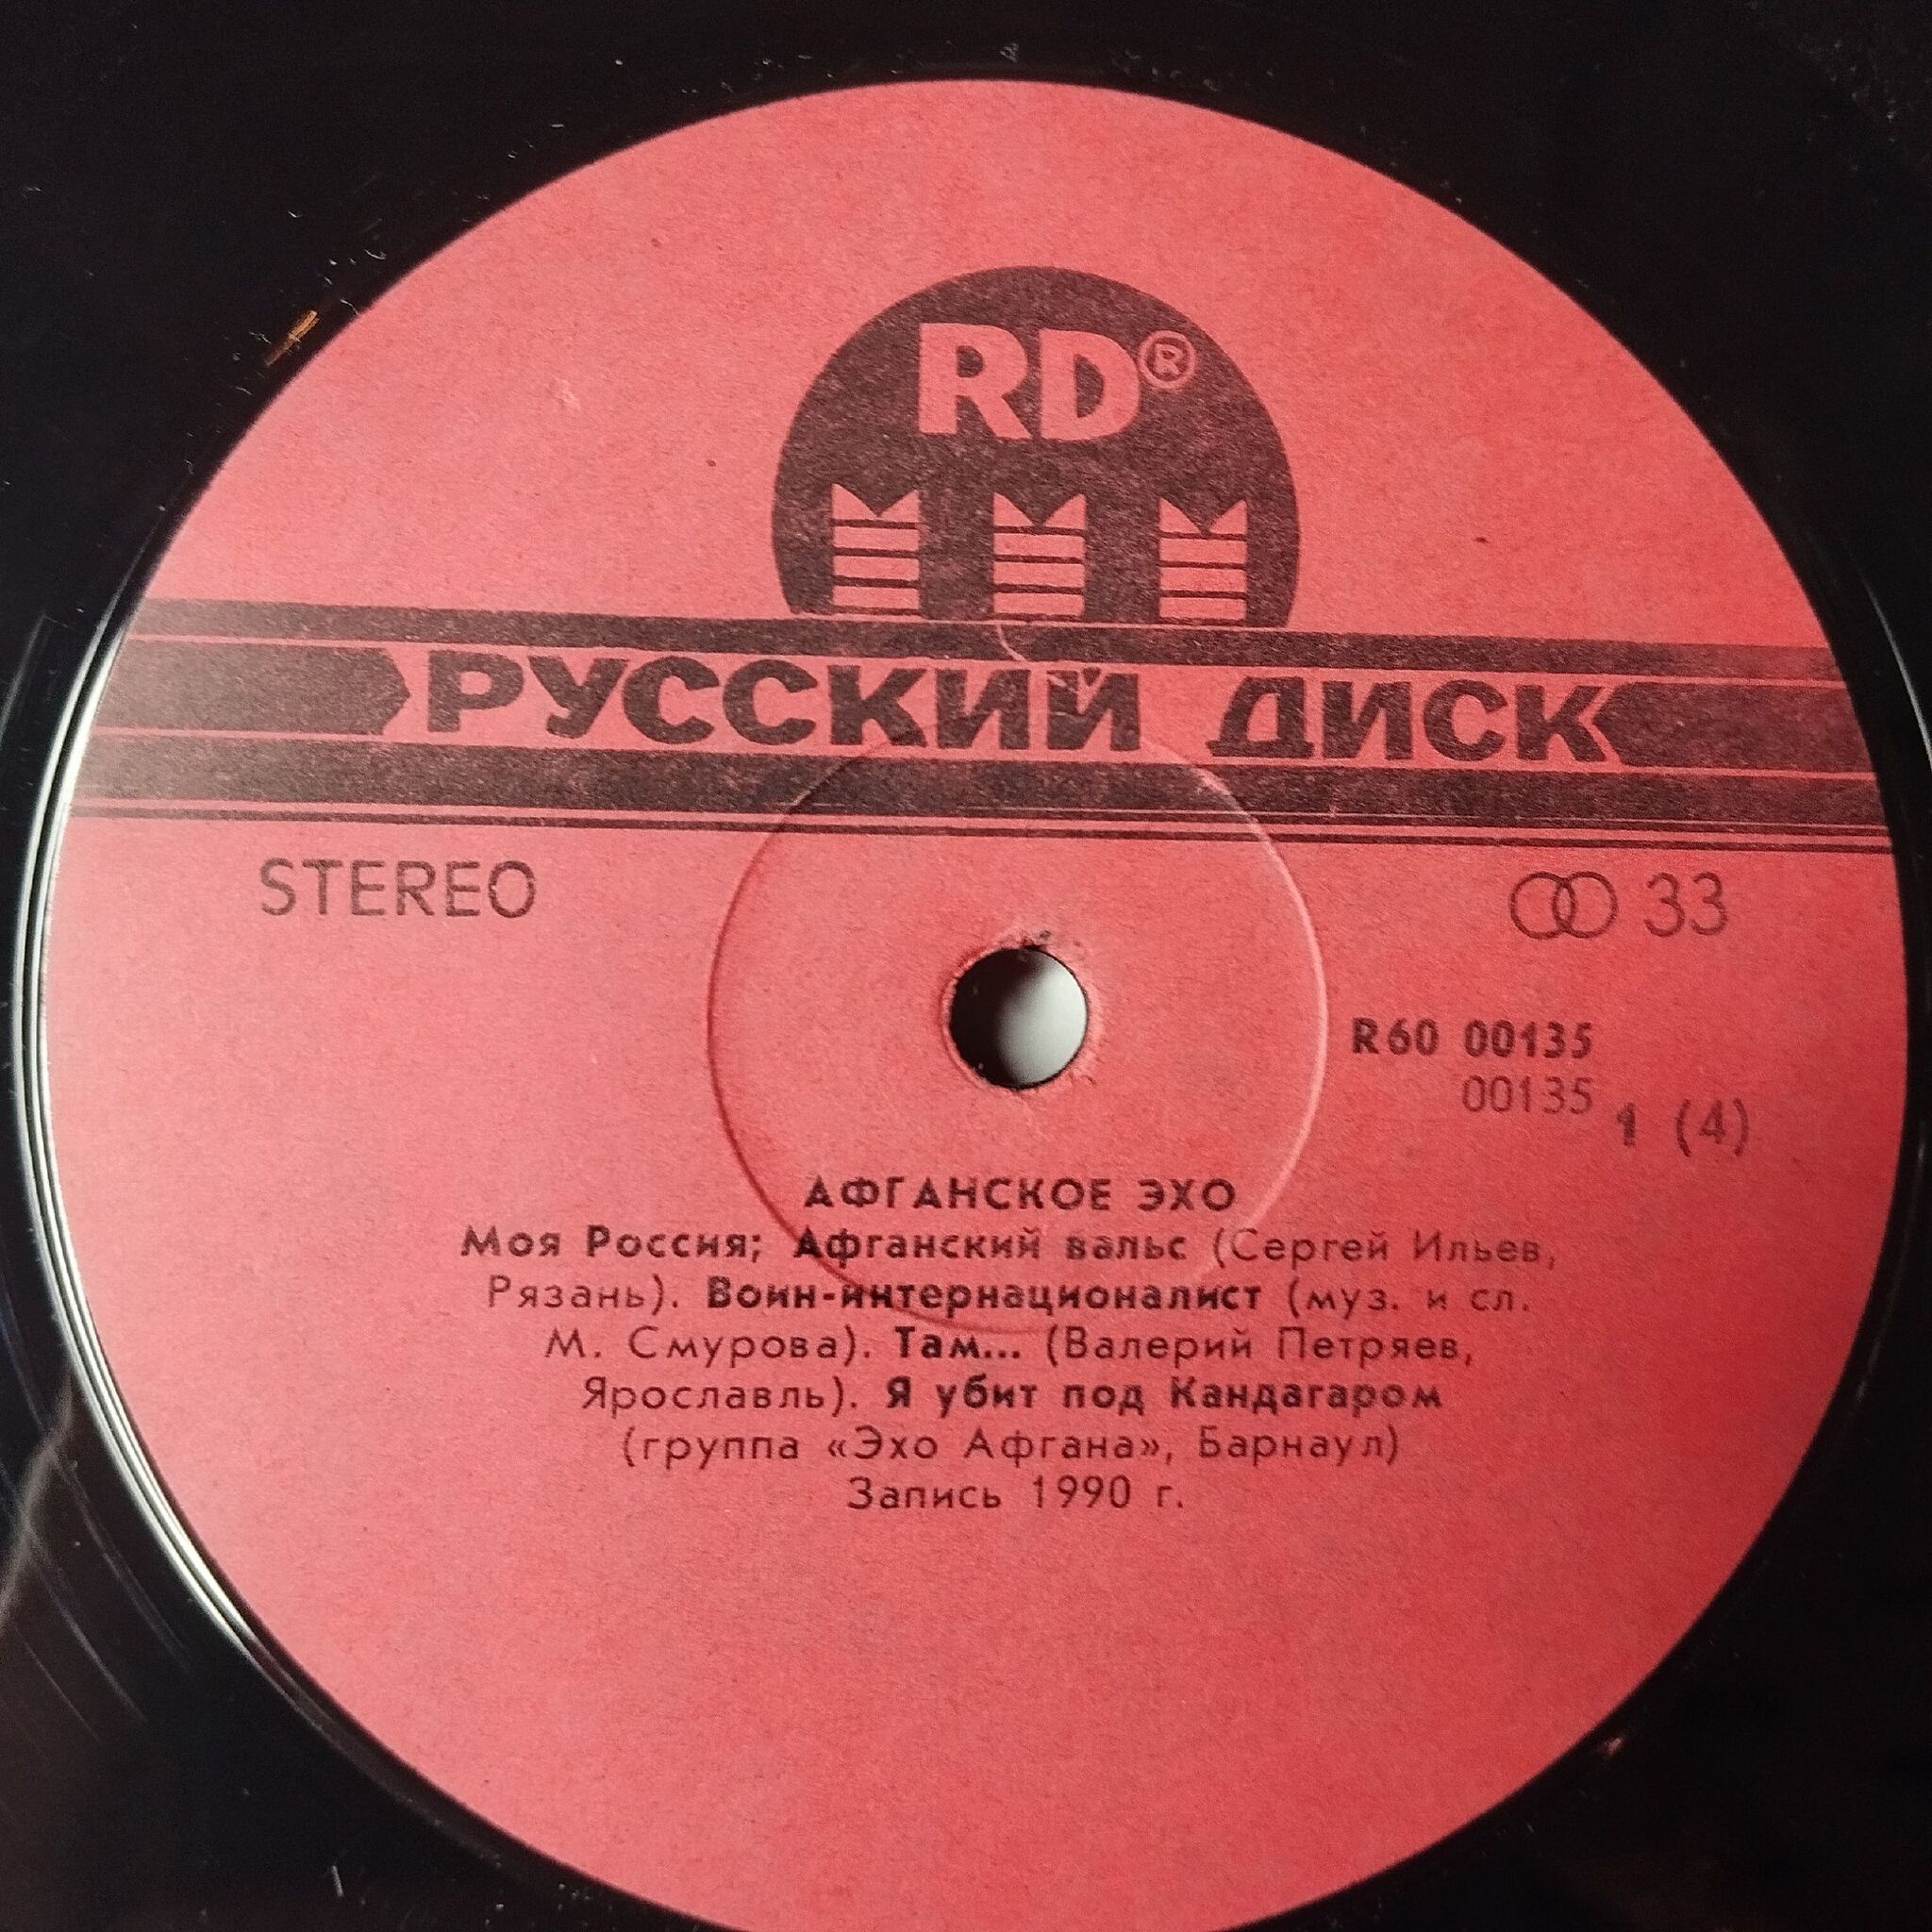 RD®
РУССКИЙ ДИСК
STEREO
33
R60 00135
00135
1 (4)
АФГАНСКОЕ ЭХО
Моя Россия; Афганский вальс (Сергей Ильев,
Рязань). Воин-интернационалист (муз. и сл.
М. Смурова). Там... (Валерий Петряев,
Ярославль). Я убит под Кандагаром
(группа «Эхо Афгана», Барнаул)
Запись 1990 г.